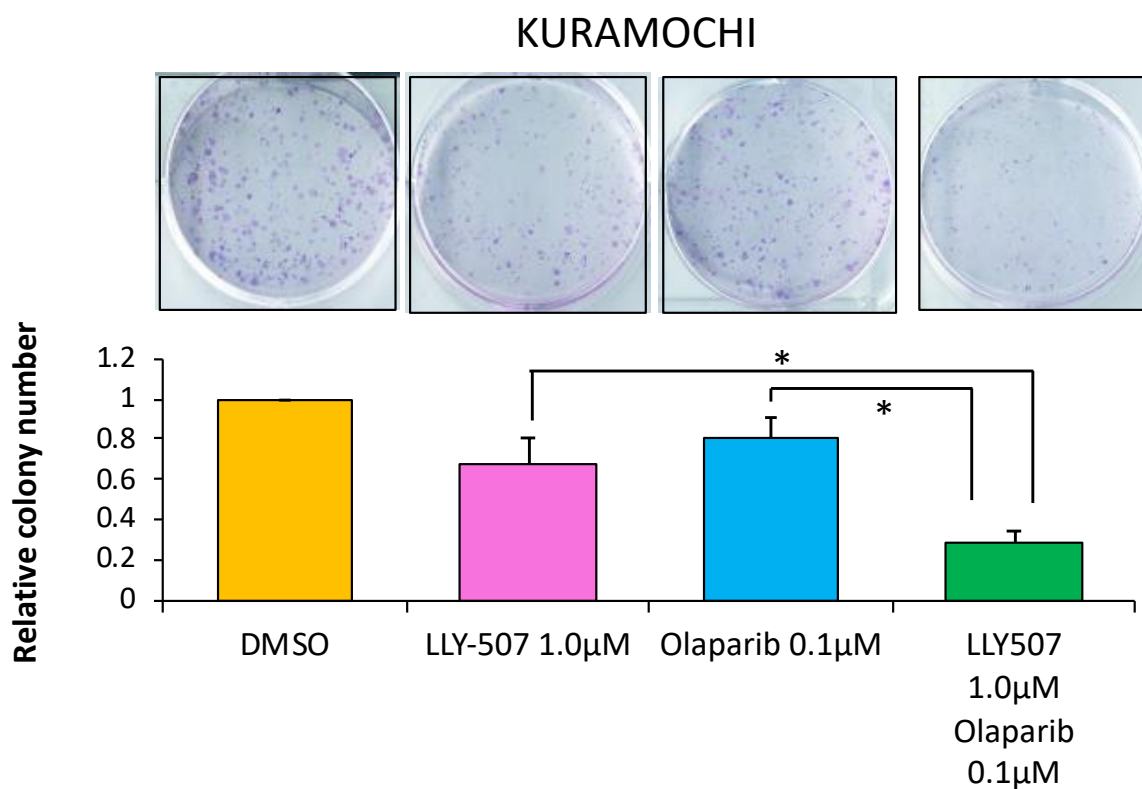 KURAMOCHI
Relative colony number
1.2
1
0.8
0.6
0.4
0.2
0
*
*
DMSO
LLY-507 1.0µM
Olaparib 0.1µM
LLY507
1.0µM
Olaparib
0.1µM